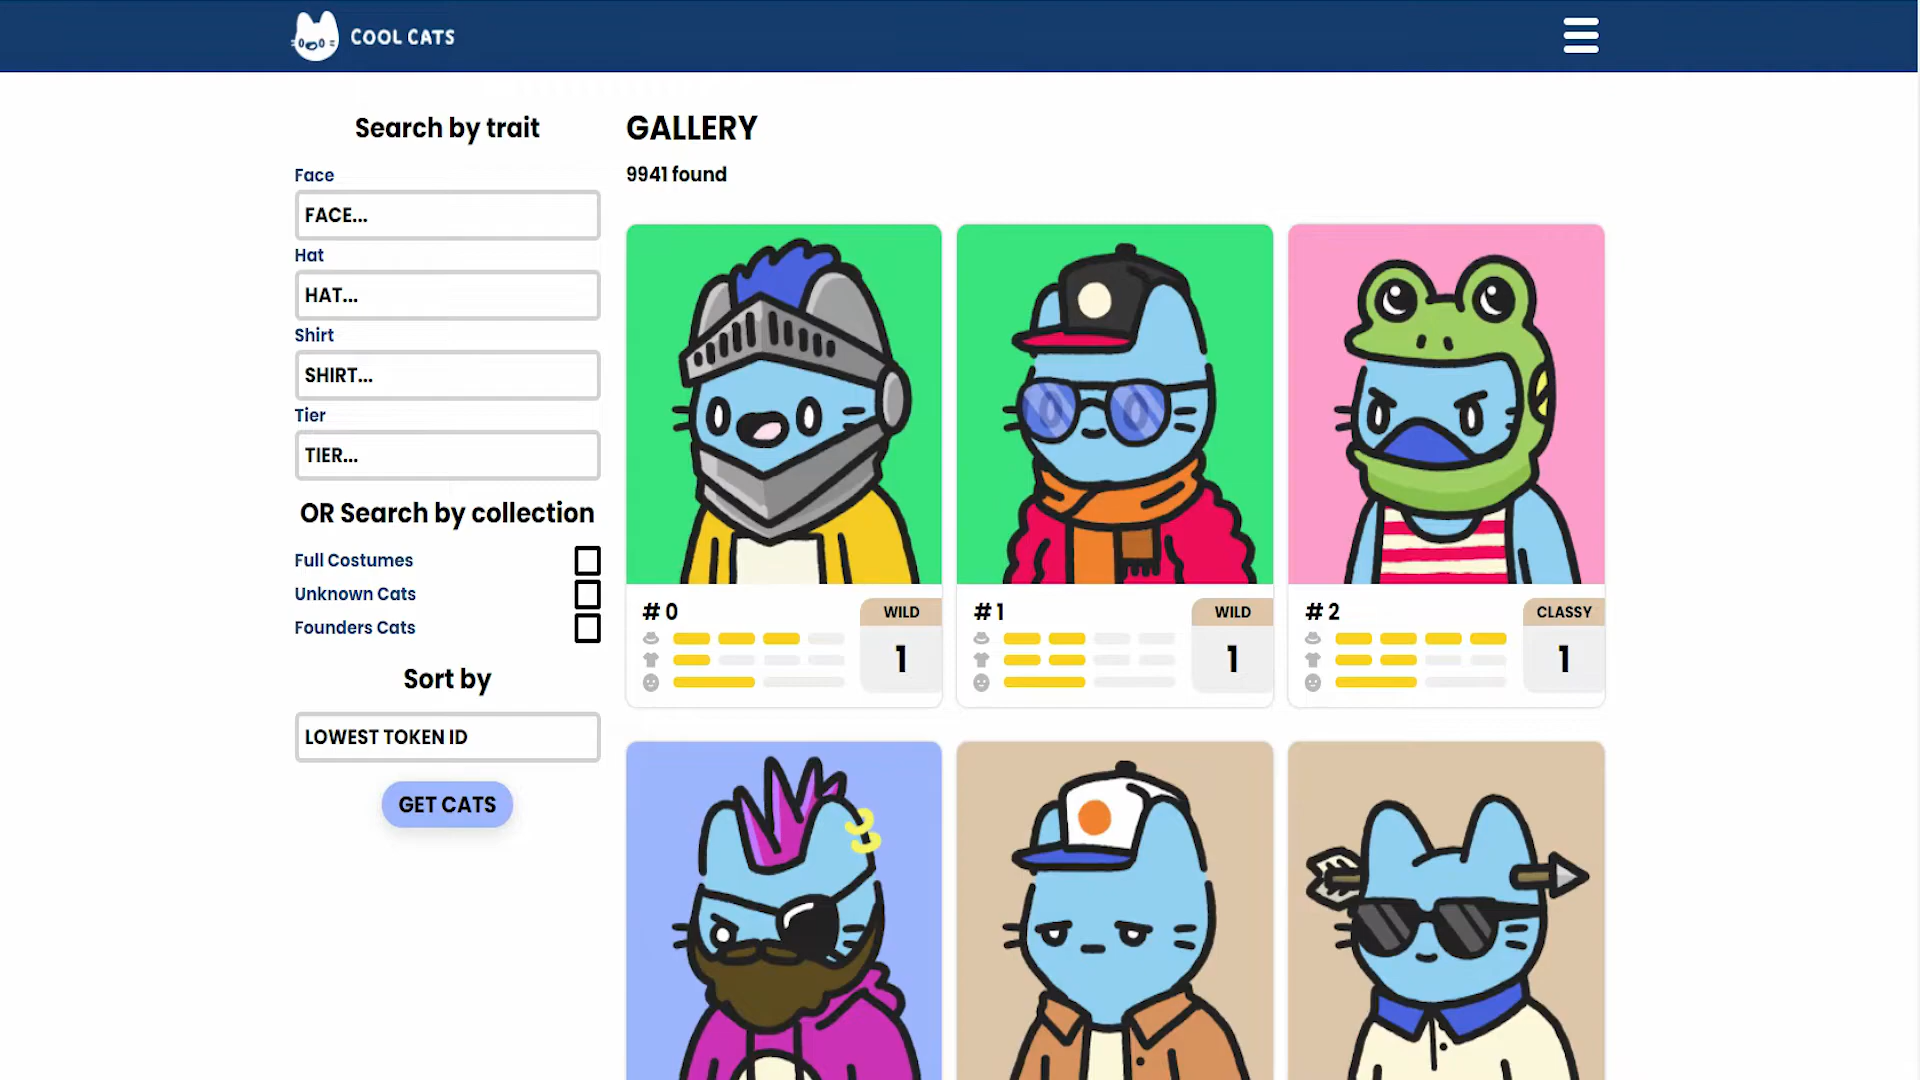 COOL CATS
Search by trait
Face
FACE...
Hat
HAT...
Shirt
SHIRT...
Tier
TIER...
OR Search by collection
Full Costumes
Unknown Cats
Founders Cats
Sort by
LOWEST TOKEN ID
GET CATS
GALLERY
9941 found
# 0
WILD
1
# 1
WILD
1
# 2
CLASSY
1